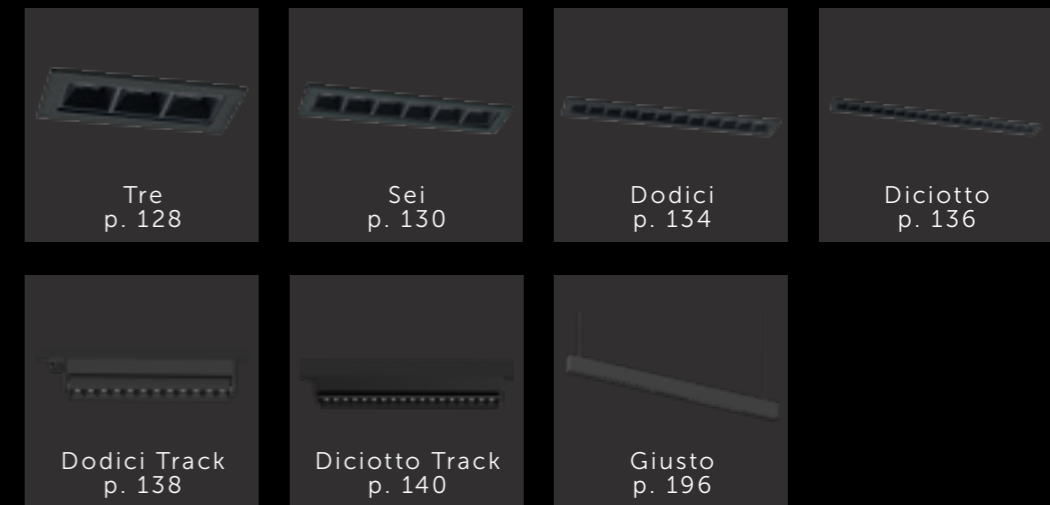 Tre
p. 128
Sei
p. 130
Dodici
p. 134
Diciotto
p. 136
Dodici Track
p. 138
Diciotto Track
p. 140
Giusto
p. 196